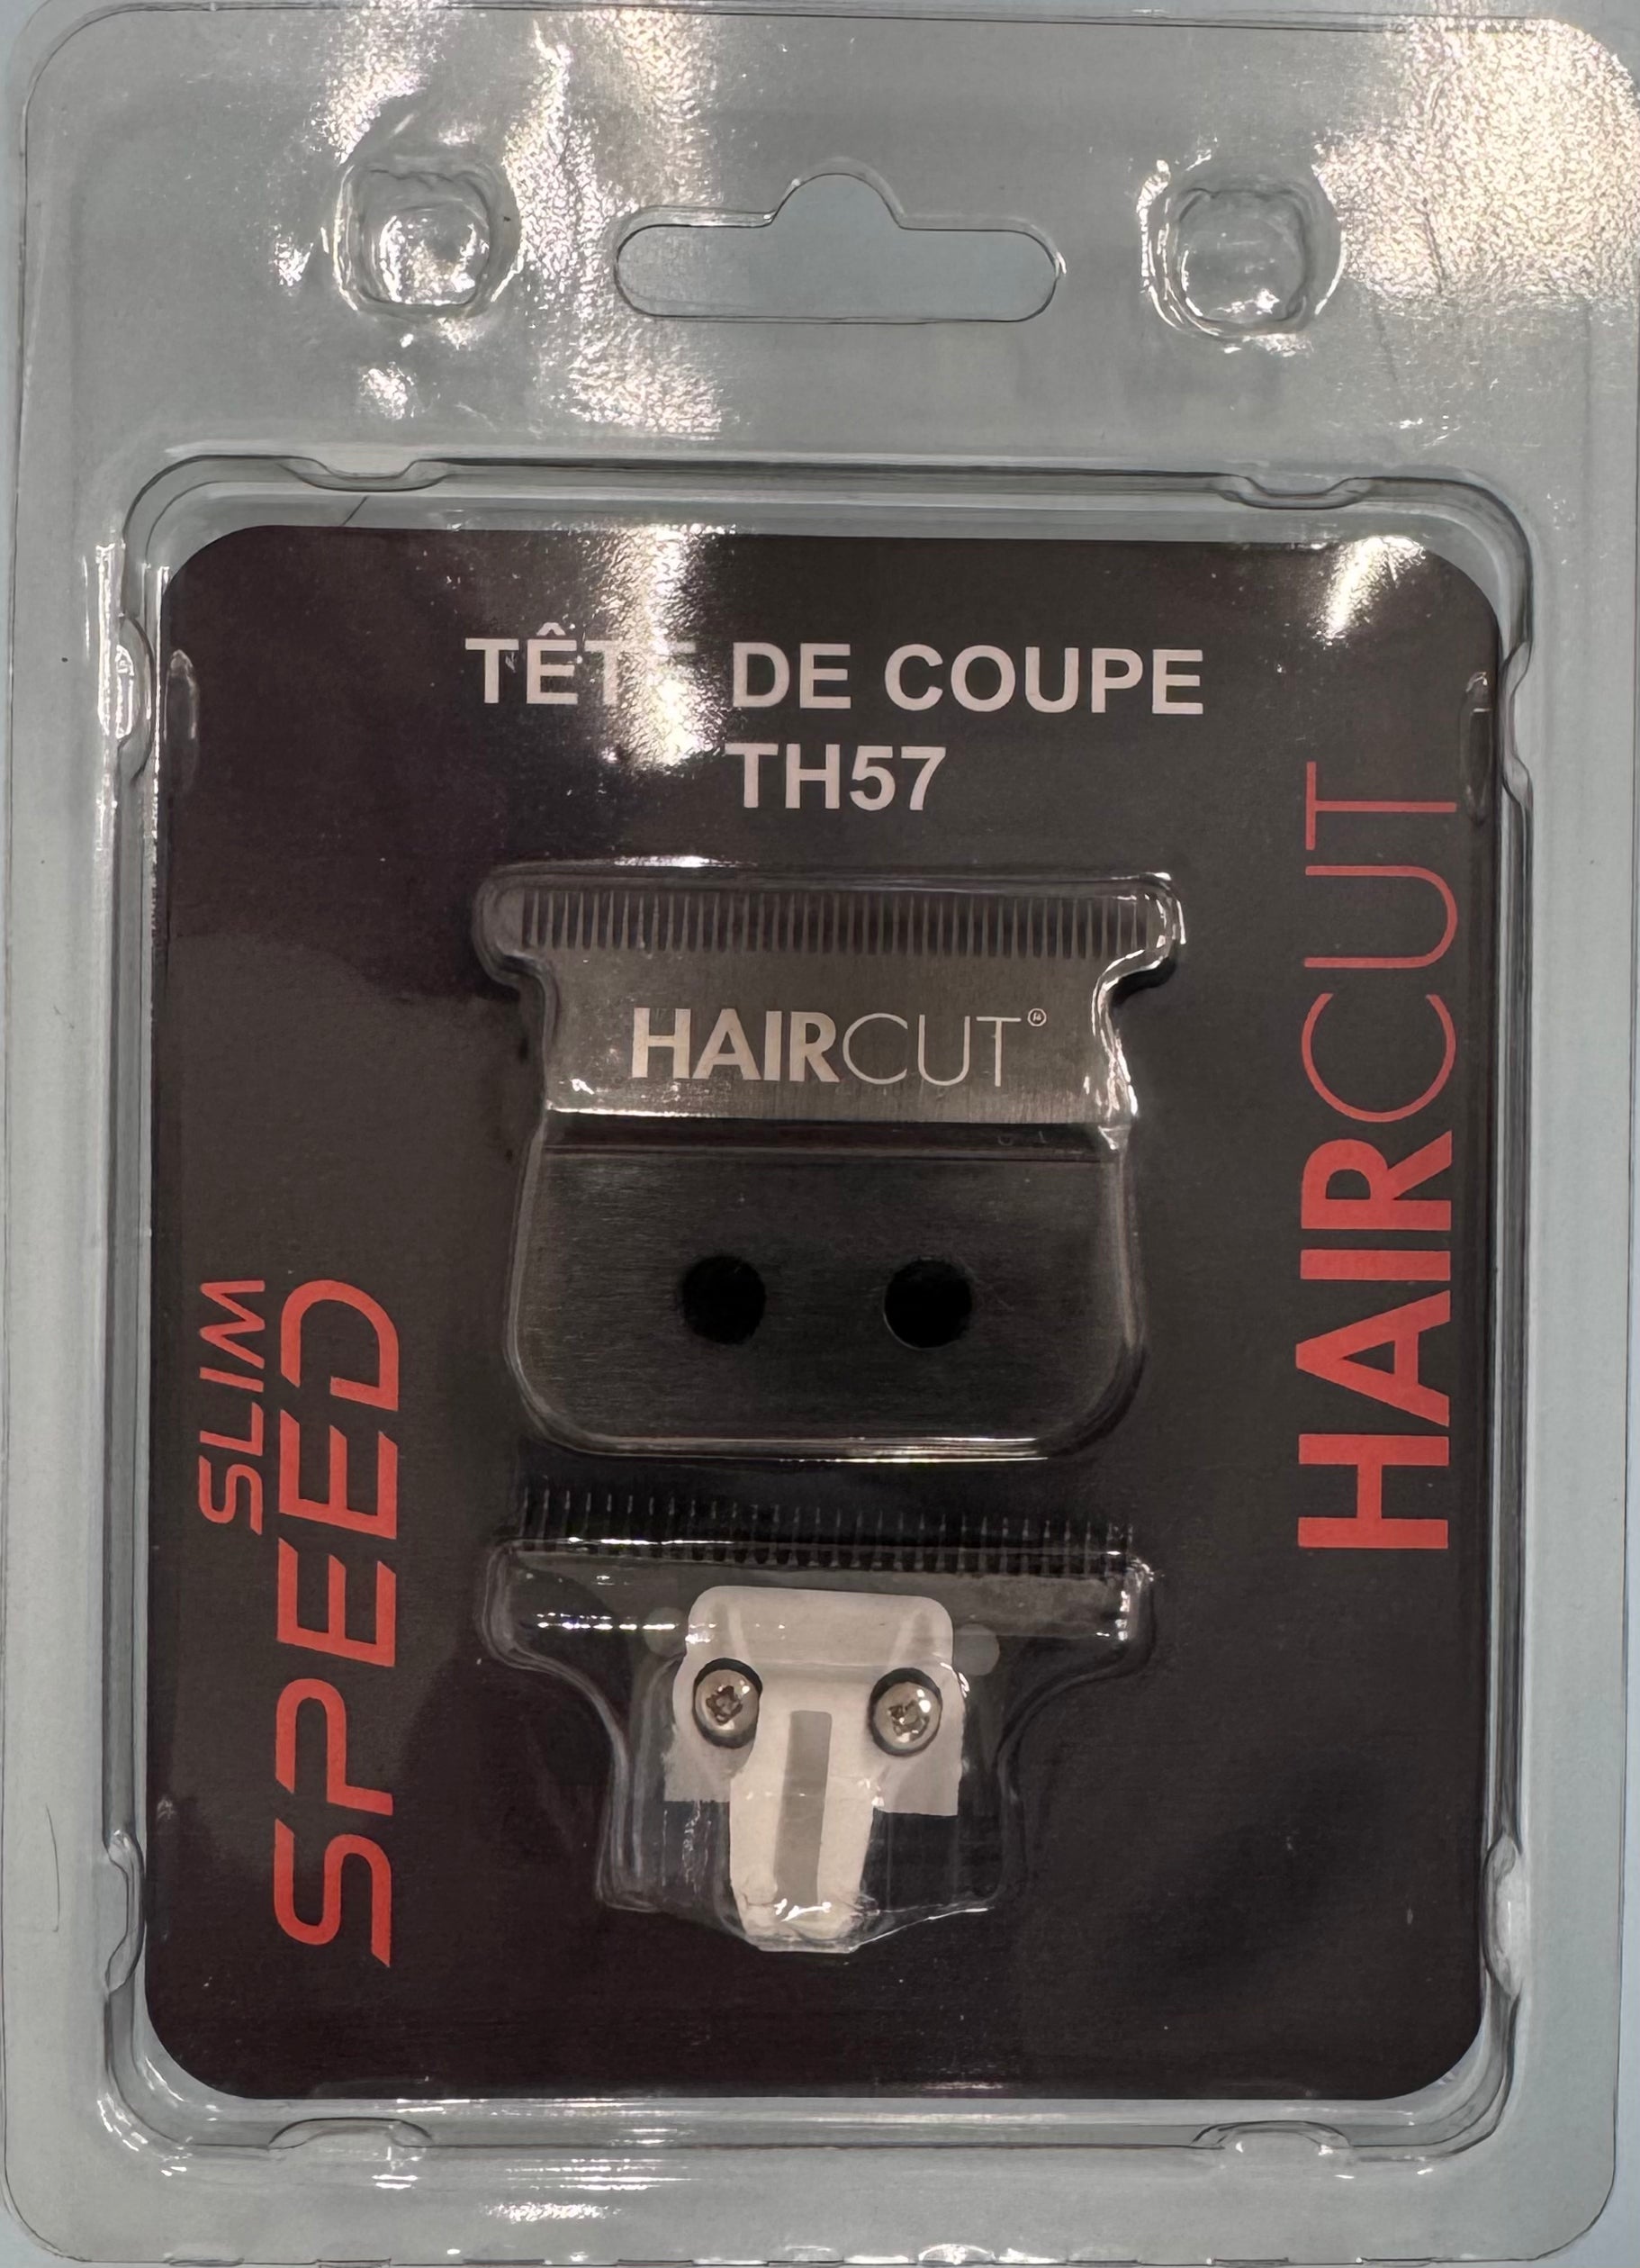 TÊTE DE COUPE
TH57
HAIRCUT®
SLIM
SPEED
HAIRCUT